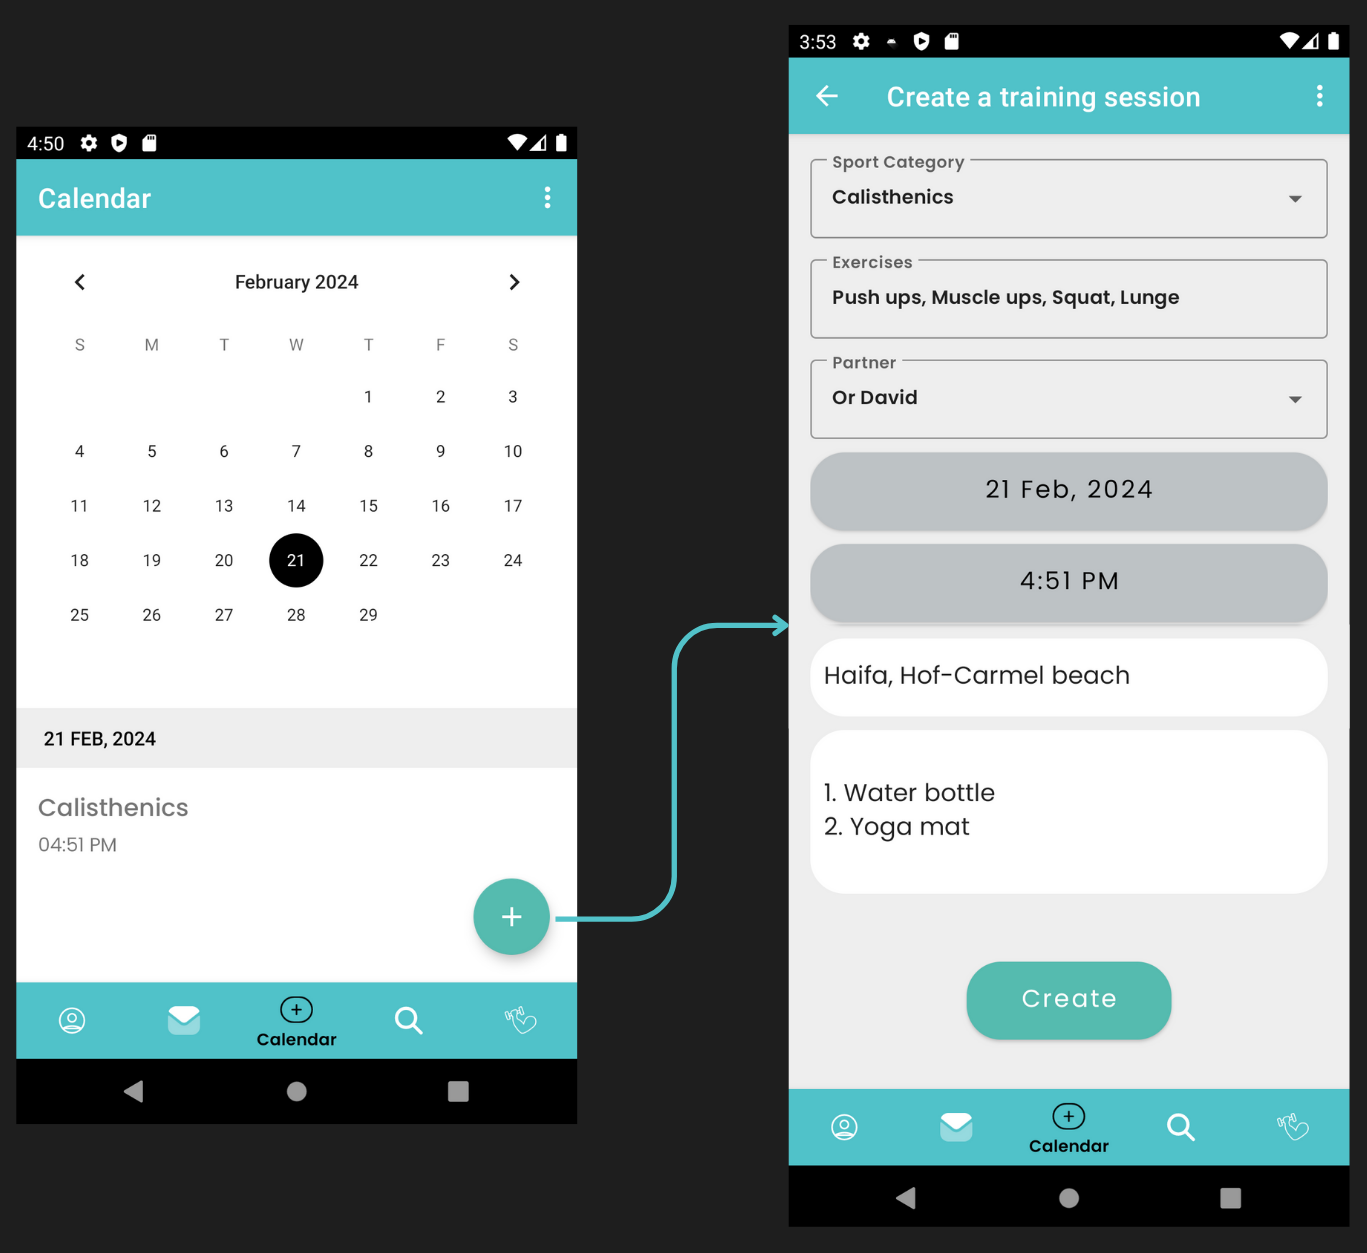 4:50
Calendar
February 2024
S M T W T F S
1 2 3
4 5 6 7 8 9 10
11 12 13 14 15 16 17
18 19 20 21 22 23 24
25 26 27 28 29
21 FEB, 2024
Calisthenics
04:51 PM
+
Calendar
3:53
Create a training session
Sport Category
Calisthenics
Exercises
Push ups, Muscle ups, Squat, Lunge
Partner
Or David
21 Feb, 2024
4:51 PM
Haifa, Hof-Carmel beach
1. Water bottle
2. Yoga mat
Create
Calendar